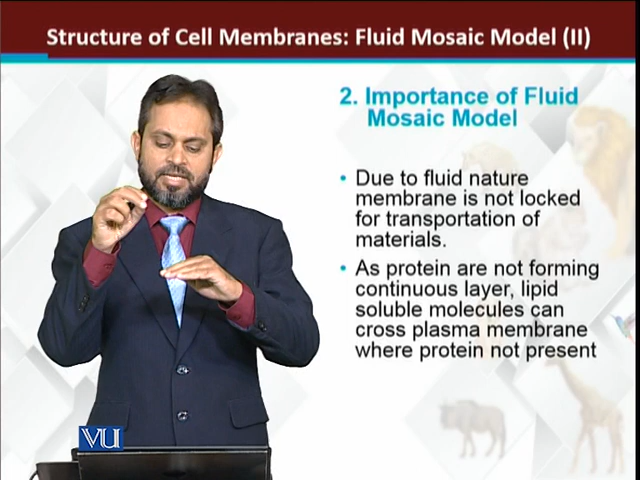 Structure of Cell Membranes: Fluid Mosaic Model (II)
2. Importance of Fluid
Mosaic Model
• Due to fluid nature
membrane is not locked
for transportation of
materials.
• As protein are not forming
continuous layer, lipid
soluble molecules can
cross plasma membrane
where protein not present
VU